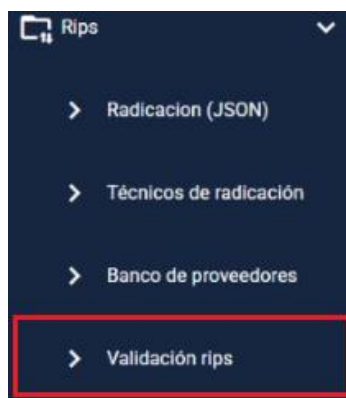 Rips
Radicacion (JSON)
Técnicos de radicación
Banco de proveedores
Validación rips